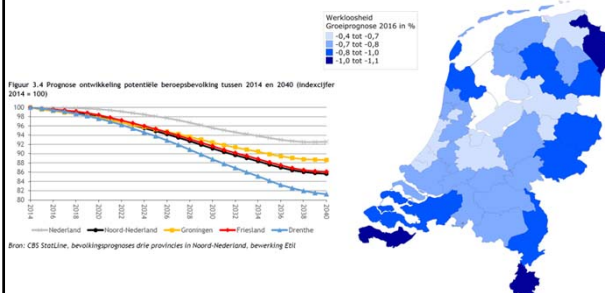 Werkloosheid
Groeiprognose 2016 in %
-0,4 tot -0,7
-0,7 tot -0,8
-0,8 tot -1,0
-1,0 tot -1,1
Figuur 3.4 Prognose ontwikkeling potentiële beroepsbevolking tussen 2014 en 2040 (indexcijfer
2014 = 100)
100
98
96
94
92
90
88
86
84
82
80
2014 2016 2018 2020 2022 2024 2026 2028 2030 2032 2034 2036 2038 2040
Nederland Noord-Nederland Groningen Friesland Drenthe
Bron: CBS StatLine, bevolkingsprognoses drie provincies in Noord-Nederland, bewerking Etil